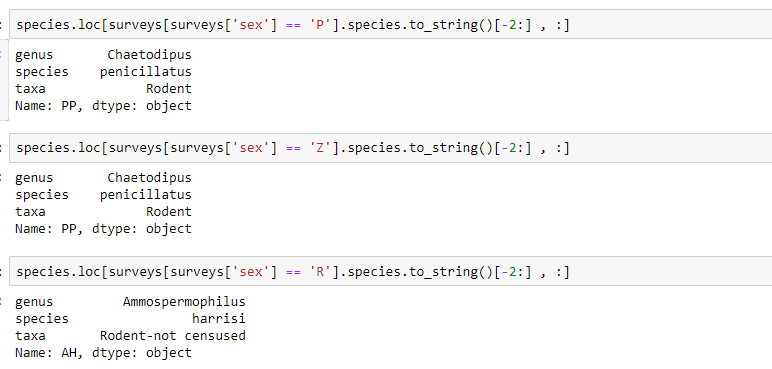 species.loc[surveys[surveys['sex'] == 'P'].species.to_string()[-2:] , :]
genus Chaetodipus
species penicillatus
taxa Rodent
Name: PP, dtype: object
species.loc[surveys[surveys['sex'] == 'Z'].species.to_string()[-2:] , :]
genus Chaetodipus
species penicillatus
taxa Rodent
Name: PP, dtype: object
species.loc[surveys[surveys['sex'] == 'R'].species.to_string()[-2:] , :]
genus Ammospermophilus
species harrisi
taxa Rodent-not censused
Name: AH, dtype: object